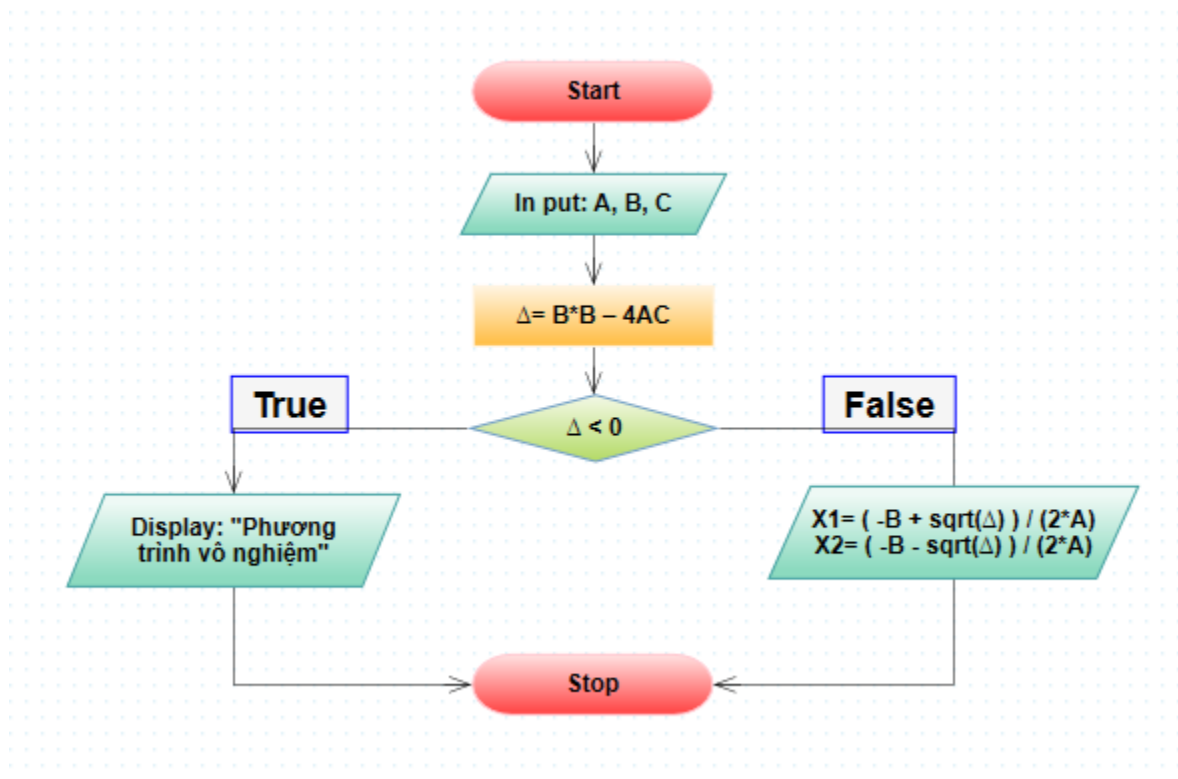 Start
In put: A, B, C
Δ= B*B – 4AC
True
False
Δ < 0
Display: "Phương
trình vô nghiệm"
X1= ( -B + sqrt(Δ) ) / (2*A)
X2= ( -B - sqrt(Δ) ) / (2*A)
Stop